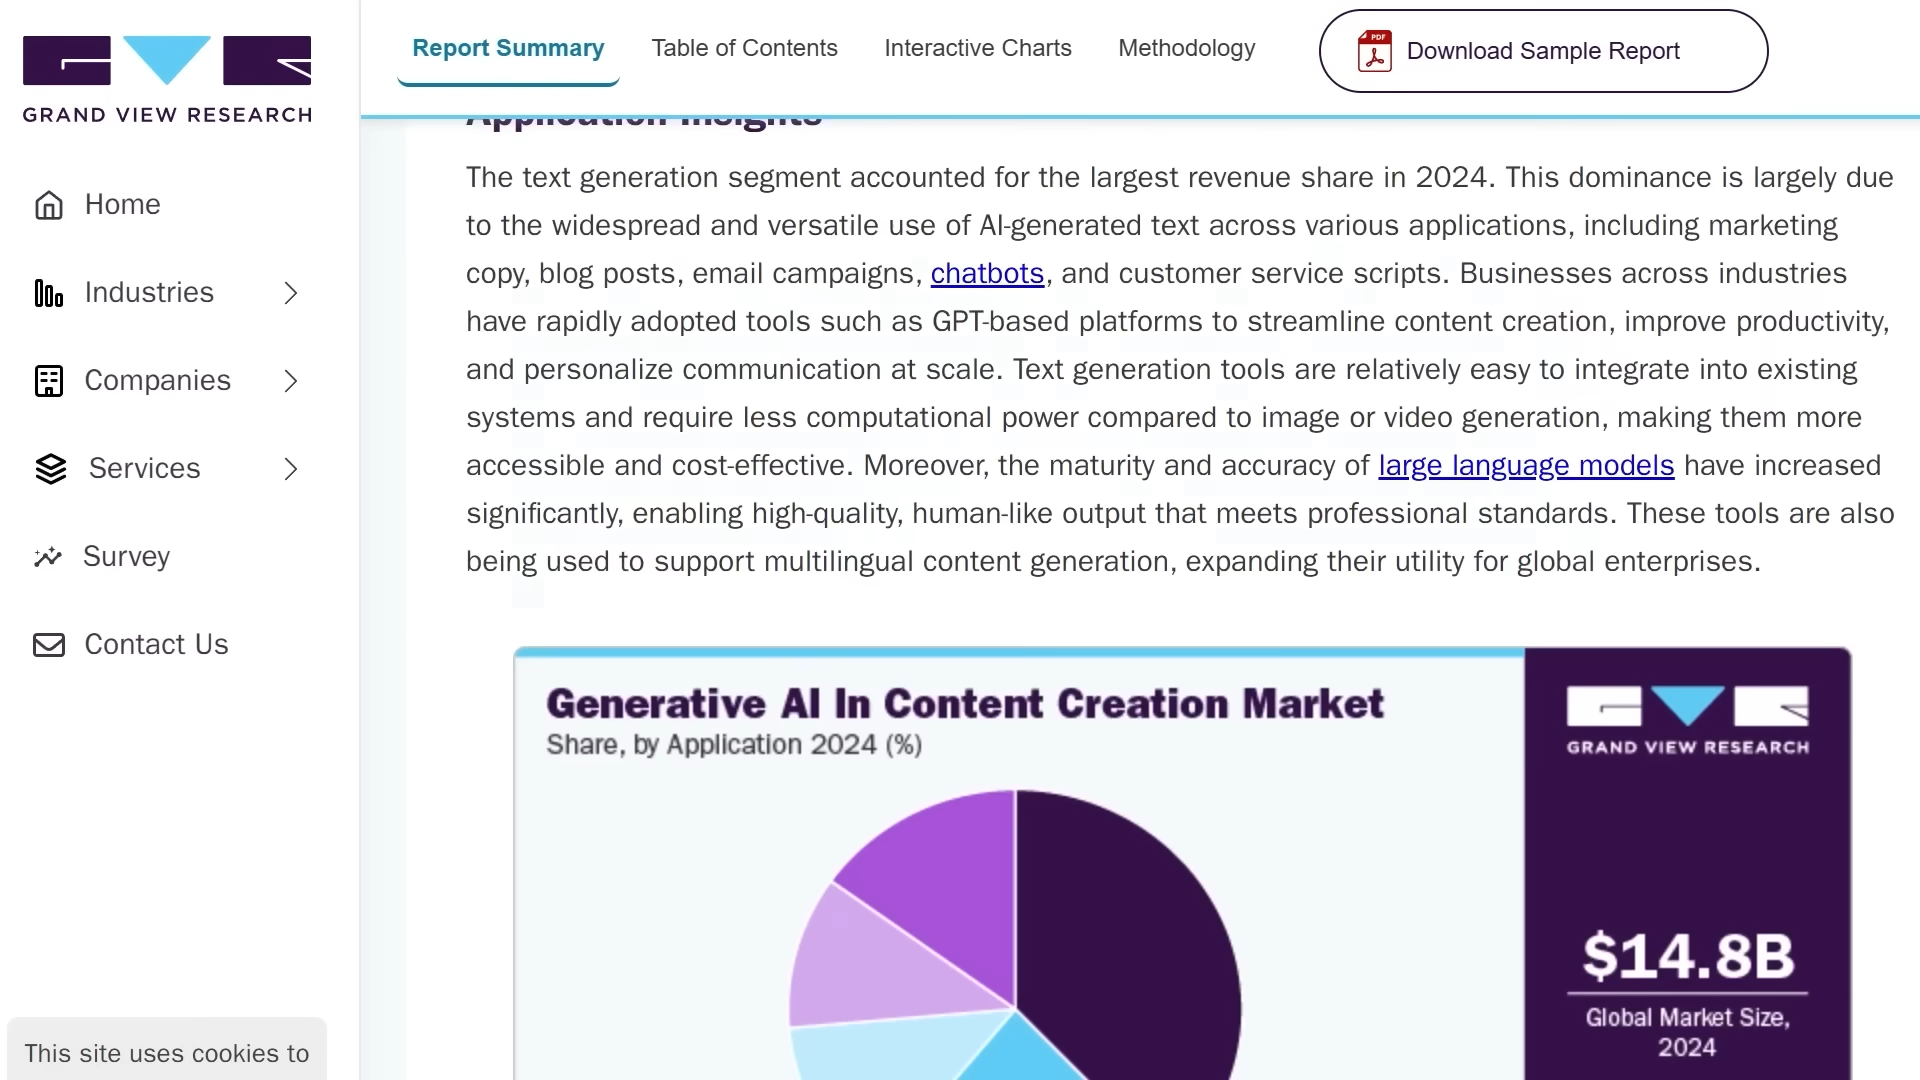 GRAND VIEW RESEARCH
Home
Industries
Companies
Services
Survey
Contact Us
This site uses cookies to
Report Summary
Table of Contents
Interactive Charts
Methodology
PDF
Download Sample Report
Application Insights
The text generation segment accounted for the largest revenue share in 2024. This dominance is largely due
to the widespread and versatile use of AI-generated text across various applications, including marketing
copy, blog posts, email campaigns, chatbots, and customer service scripts. Businesses across industries
have rapidly adopted tools such as GPT-based platforms to streamline content creation, improve productivity,
and personalize communication at scale. Text generation tools are relatively easy to integrate into existing
systems and require less computational power compared to image or video generation, making them more
accessible and cost-effective. Moreover, the maturity and accuracy of large language models have increased
significantly, enabling high-quality, human-like output that meets professional standards. These tools are also
being used to support multilingual content generation, expanding their utility for global enterprises.
Generative AI In Content Creation Market
Share, by Application 2024 (%)
GRAND VIEW RESEARCH
$14.8B
Global Market Size,
2024